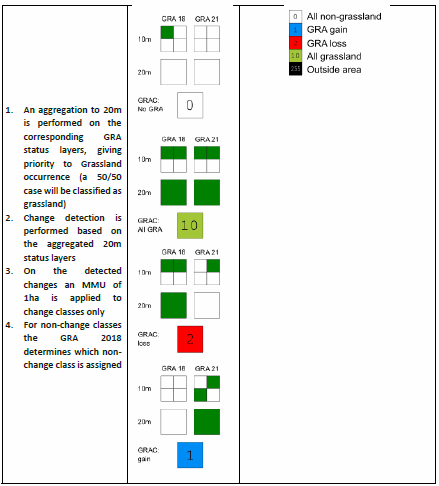 1. An aggregation to 20m
is performed on the
corresponding GRA
status layers, giving
priority to Grassland
occurrence (a 50/50
case will be classified as
grassland)
2. Change detection is
performed based on
the aggregated 20m
status layers
3. On the detected
changes an MMU of
1ha is applied to
change classes only
4. For non-change classes
the GRA 2018
determines which non-
change class is assigned
GRA 18 GRA 21
10m
20m
GRAC:
No GRA
0
GRA 18 GRA 21
10m
20m
GRAC:
All GRA
10
GRA 18 GRA 21
10m
20m
GRAC:
loss
2
GRA 18 GRA 21
10m
20m
GRAC:
gain
1
0 All non-grassland
1 GRA gain
2 GRA loss
10 All grassland
255 Outside area